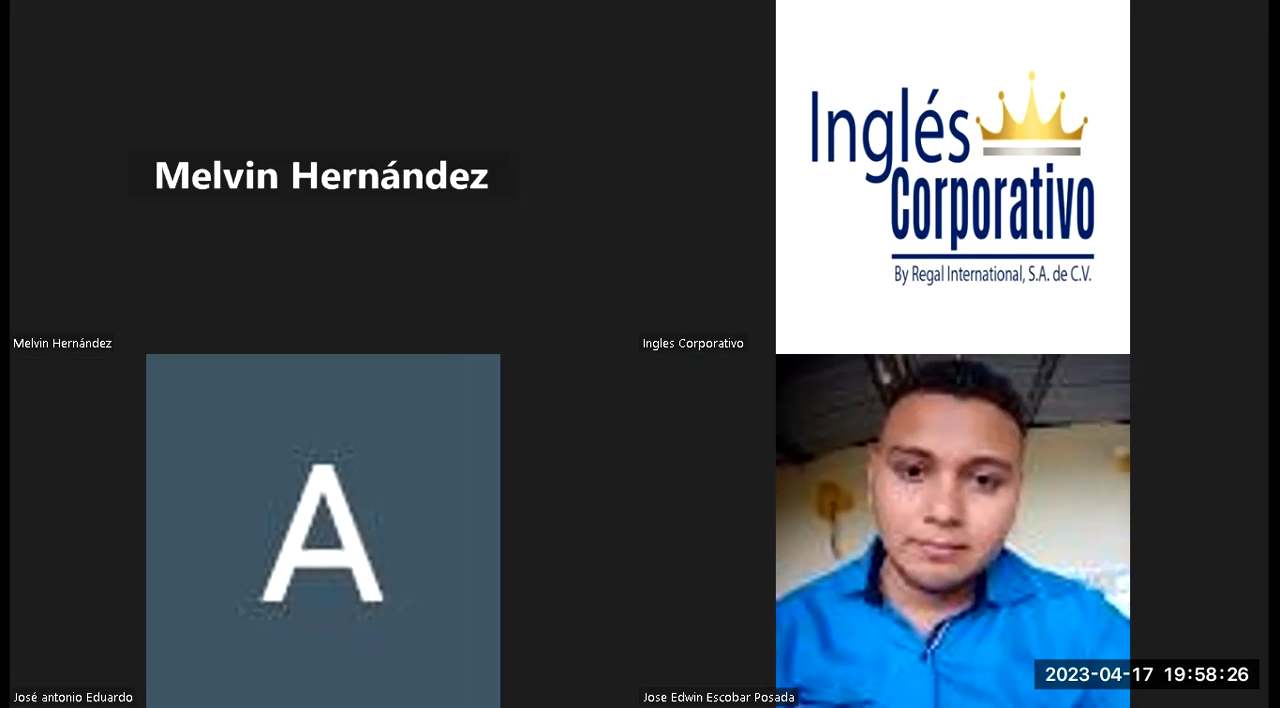 Melvin Hernández
Inglés
Corporativo
By Regal International, S.A. de C.V.
Melvin Hernández
Ingles Corporativo
A
José antonio Eduardo
Jose Edwin Escobar Posada
2023-04-17 19:58:26